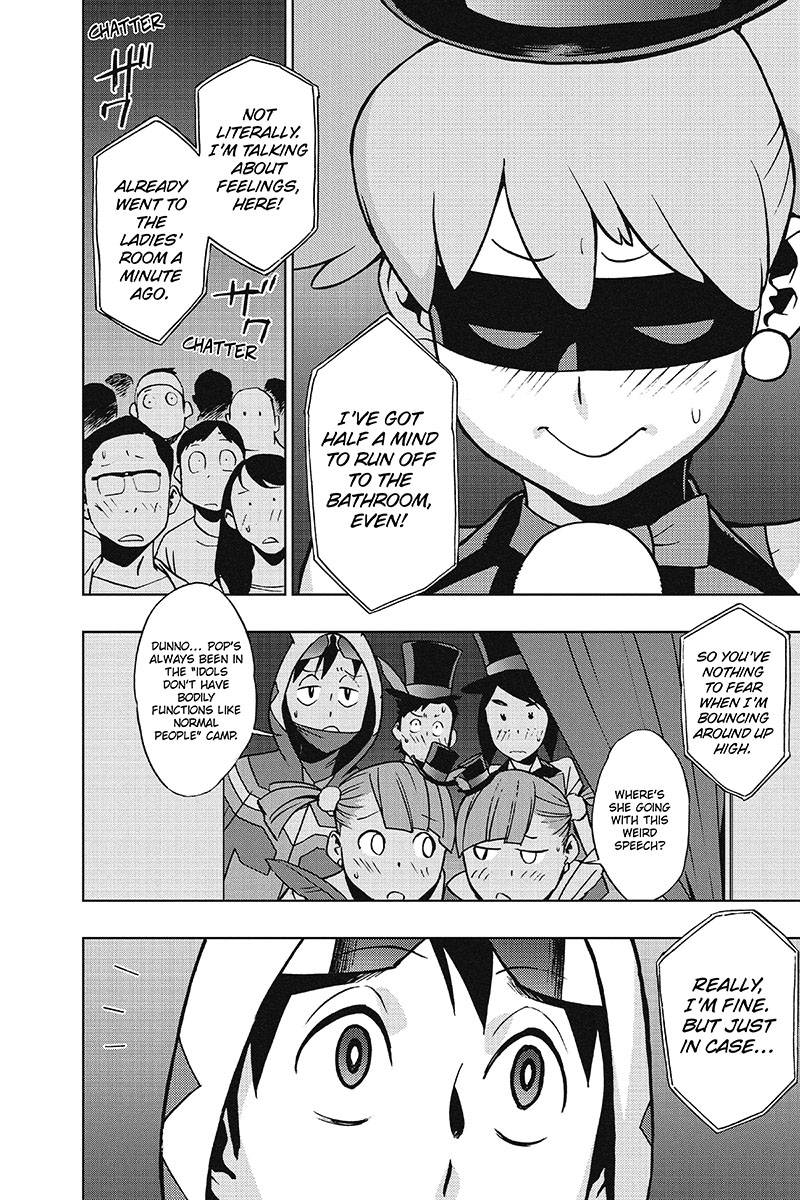 I'VE GOT
HALF A MIND
TO RUN OFF
TO THE
BATHROOM,
EVEN!
CHATTER
ザワ
NOT
LITERALLY.
I'M TALKING
ABOUT
FEELINGS,
HERE!
ALREADY
WENT TO
THE
LADIES'
ROOM A
MINUTE
AGO.
ザワ
CHATTER
SO YOU'VE
NOTHING
TO FEAR
WHEN I'M
BOUNCING
AROUND UP
HIGH.
WHERE'S
SHE GOING
WITH THIS
WEIRD
SPEECH?
DUNNO... POP'S
ALWAYS BEEN
IN THE "IDOLS
DON'T HAVE
BODILY
FUNCTIONS LIKE
NORMAL
PEOPLE" CAMP.
REALLY,
I'M FINE.
BUT JUST
IN CASE...